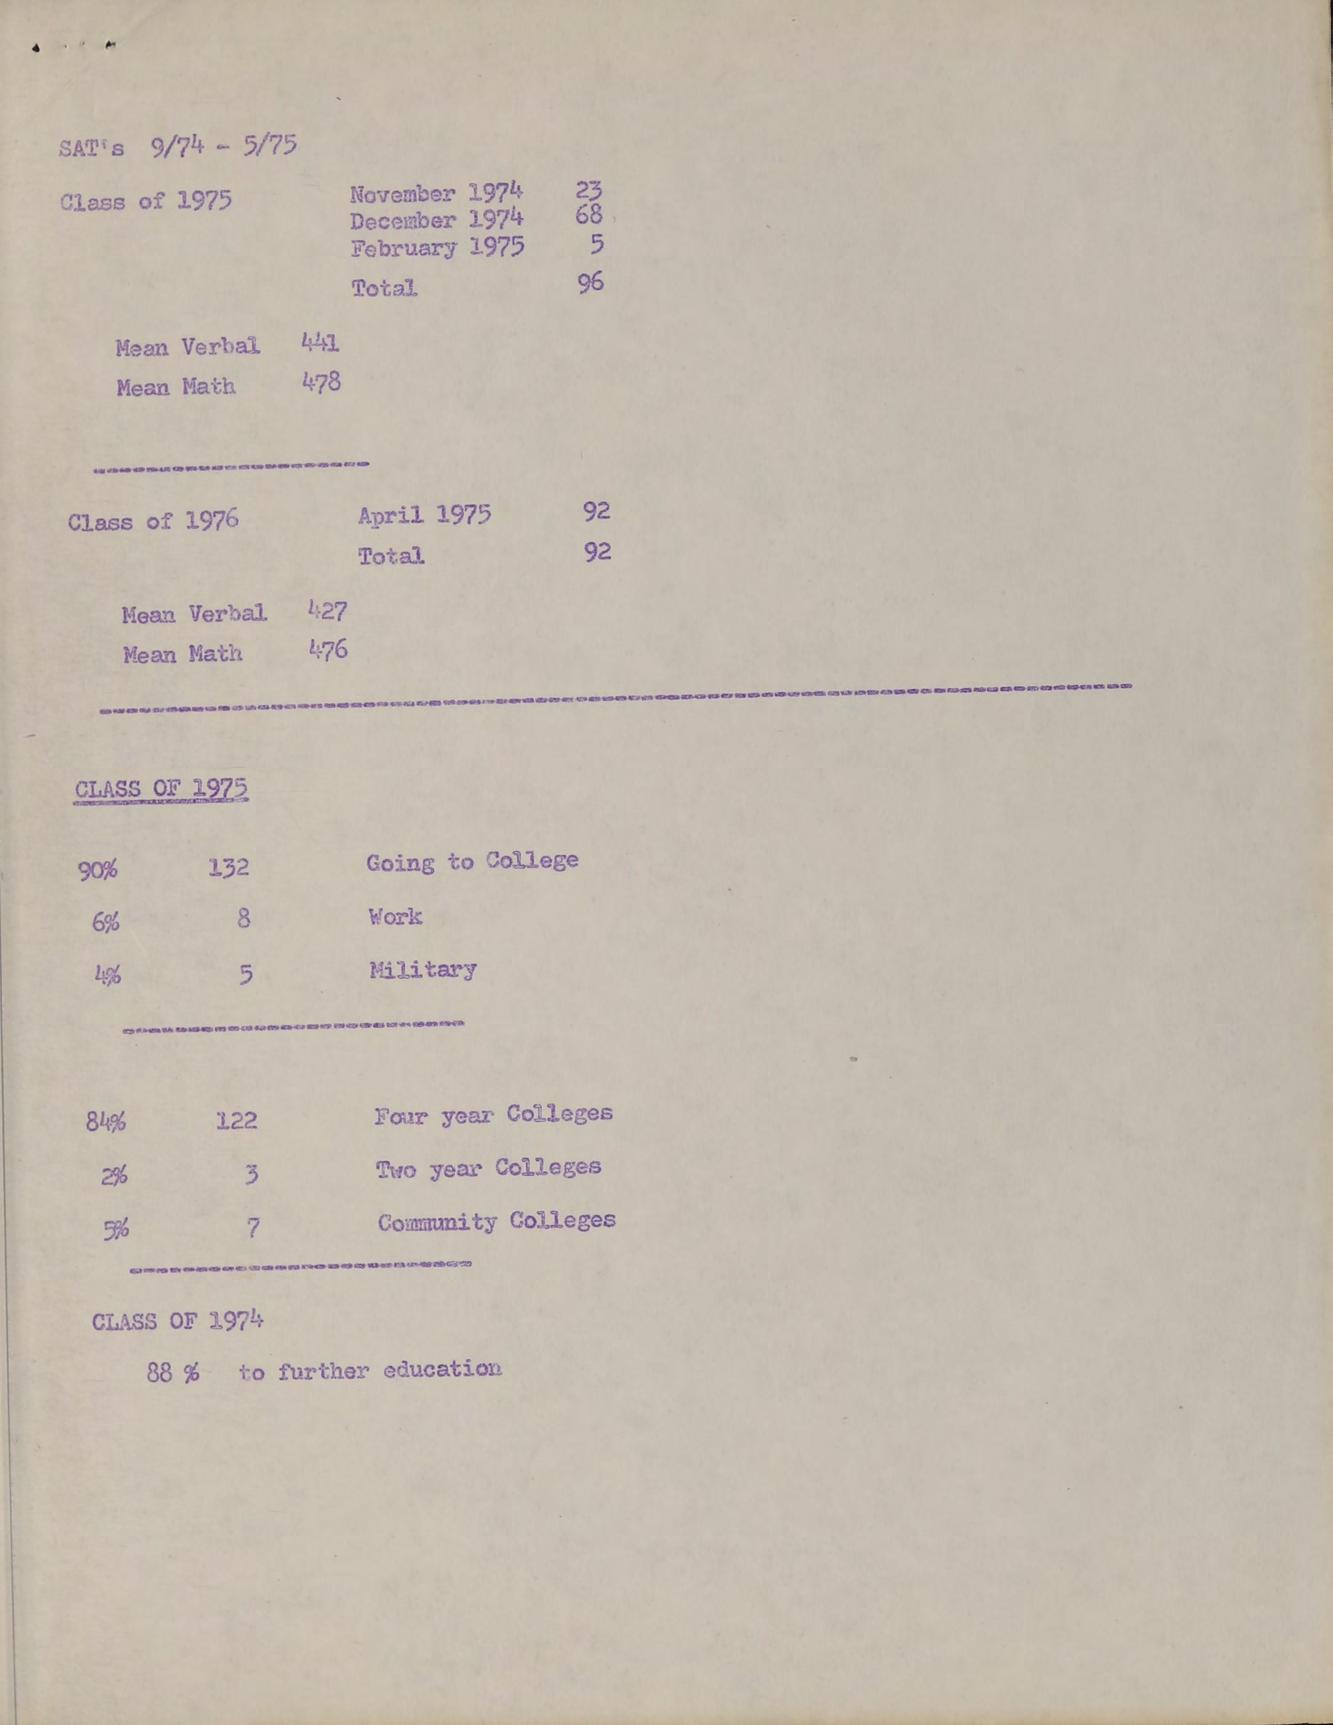 SAT's 9/74 - 5/75
Class of 1975 November 1974 23
December 1974 68
February 1975 5
Total 96
Mean Verbal 441
Mean Math 478
Class of 1976 April 1975 92
Total 92
Mean Verbal 427
Mean Math 476
CLASS OF 1975
90% 132 Going to College
6% 8 Work
4% 5 Military
84% 122 Four year Colleges
2% 3 Two year Colleges
5% 7 Community Colleges
CLASS OF 1974
88 % to further education